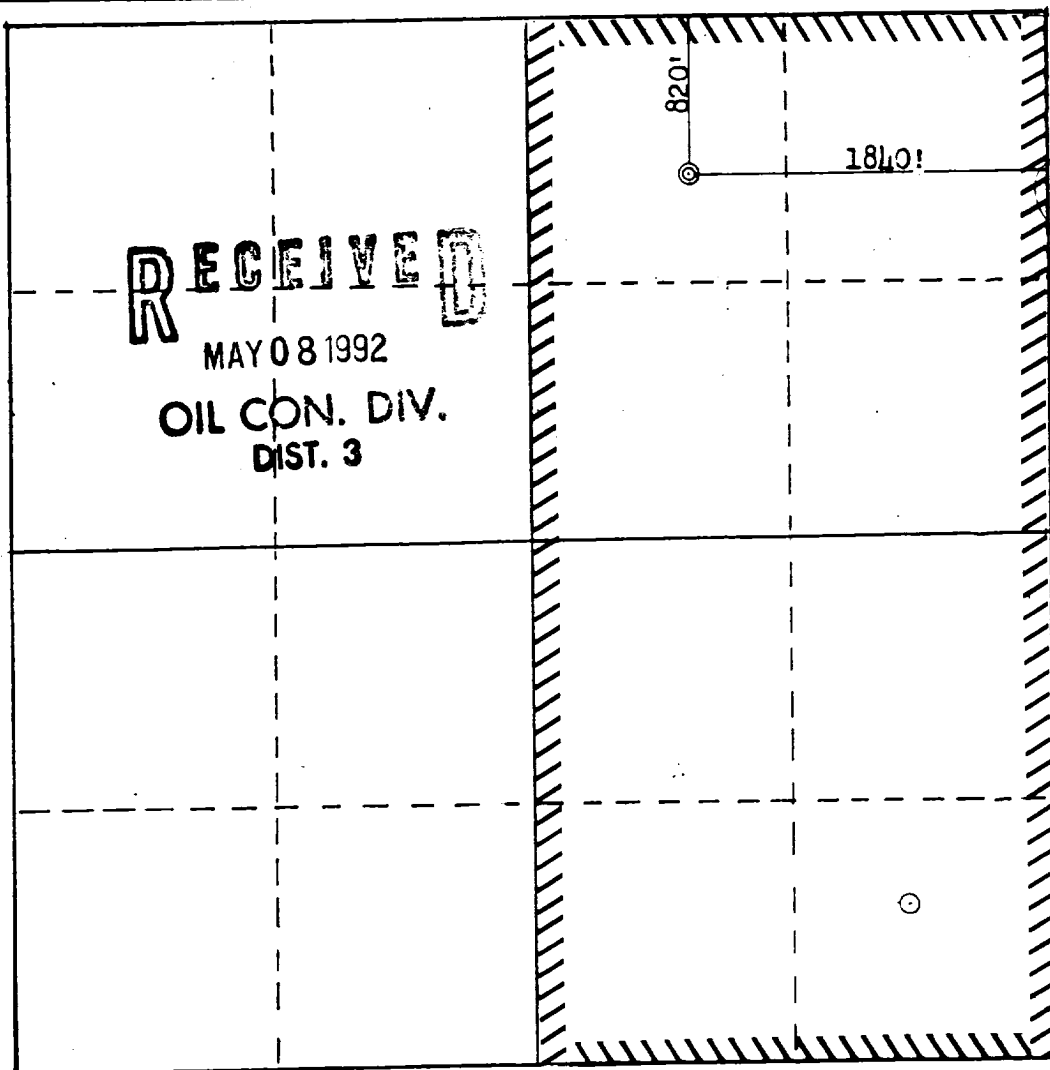 820'
1840'
RECEIVED
MAY 08 1992
OIL CON. DIV.
DIST. 3